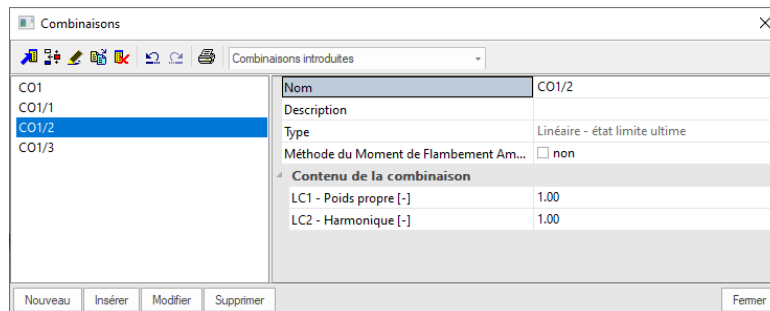 Combinaisons
Combinaisons introduites
CO1
CO1/1
CO1/2
CO1/3
Nom CO1/2
Description
Type Linéaire - état limite ultime
Méthode du Moment de Flambement Am... non
Contenu de la combinaison
LC1 - Poids propre [-] 1.00
LC2 - Harmonique [-] 1.00
Nouveau Insérer Modifier Supprimer Fermer